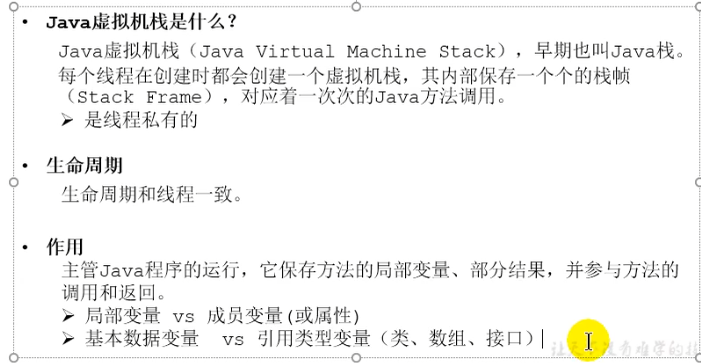 • Java虚拟机栈是什么？
Java虚拟机栈（Java Virtual Machine Stack），早期也叫Java栈。
每个线程在创建时都会创建一个虚拟机栈，其内部保存一个个的栈帧
（Stack Frame），对应着一次次的Java方法调用。
➢ 是线程私有的
• 生命周期
生命周期和线程一致。
• 作用
主管Java程序的运行，它保存方法的局部变量、部分结果，并参与方法的
调用和返回。
➢ 局部变量 vs 成员变量(或属性)
➢ 基本数据变量 vs 引用类型变量（类、数组、接口）